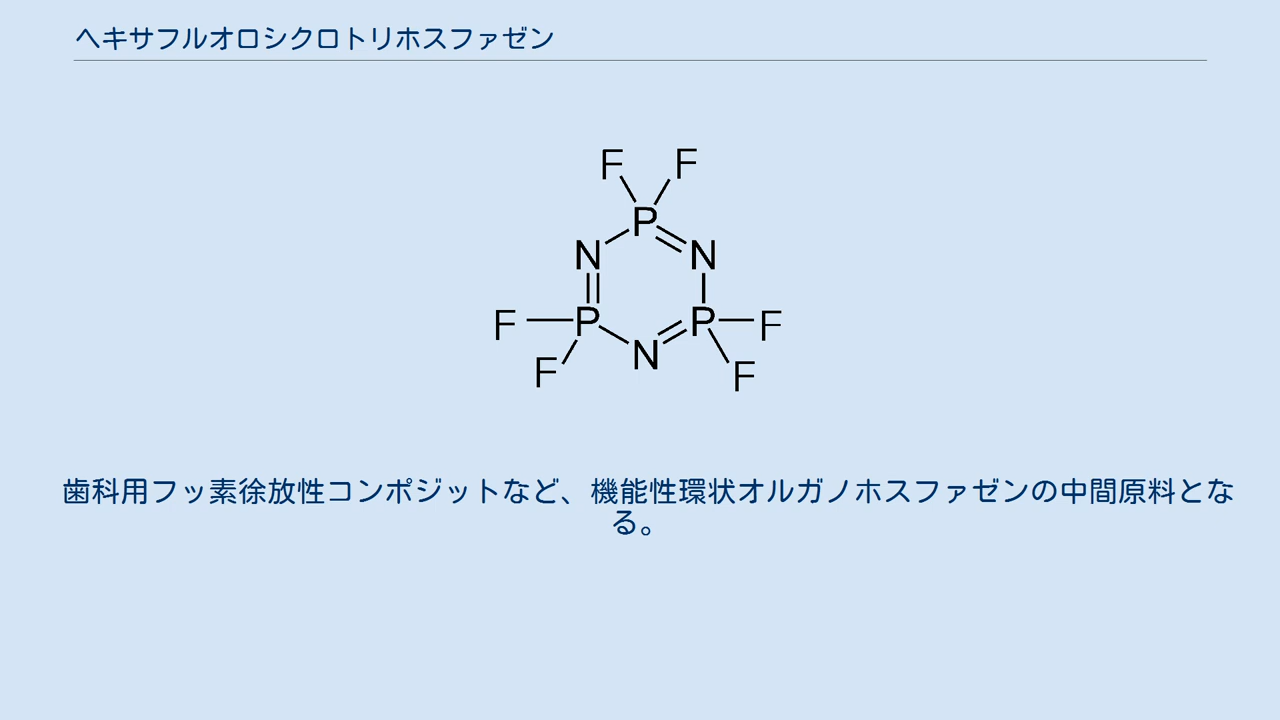 ヘキサフルオロシクロトリホスファゼン
F F
P
N N
F P P F
N
F F
歯科用フッ素徐放性コンポジットなど、機能性環状オルガノホスファゼンの中間原料とな
る。